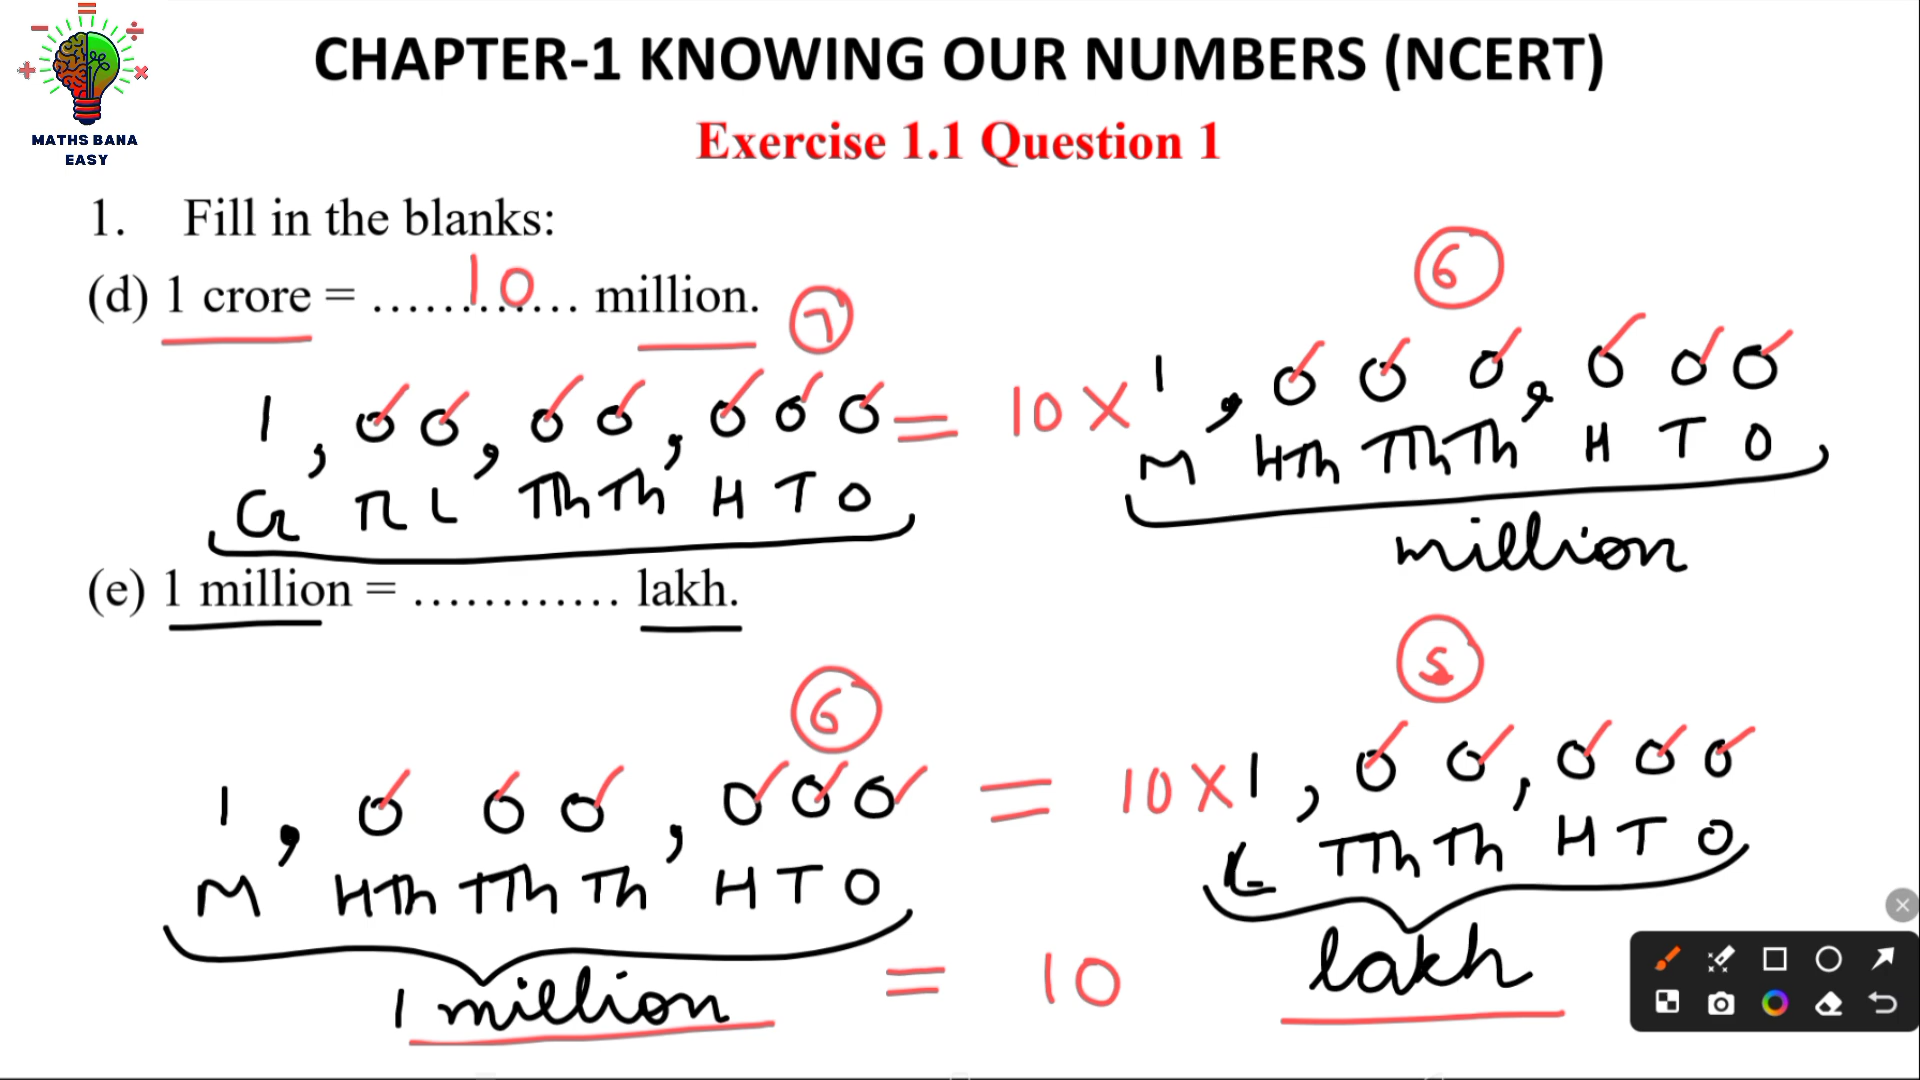 MATHS BANA
EASY
CHAPTER-1 KNOWING OUR NUMBERS (NCERT)
Exercise 1.1 Question 1
1. Fill in the blanks:
(d) 1 crore = ............ million.
10
7
6
1,00,00,000 = 10 × 1,000,000
Cr TL L Th Th H T O
M HTh TTh Th H T O
million
(e) 1 million = ............ lakh.
6
5
1,000,000 = 10 × 1,00,000
M HTh TTh Th H T O
L TTh Th H T O
1 million = 10 lakh